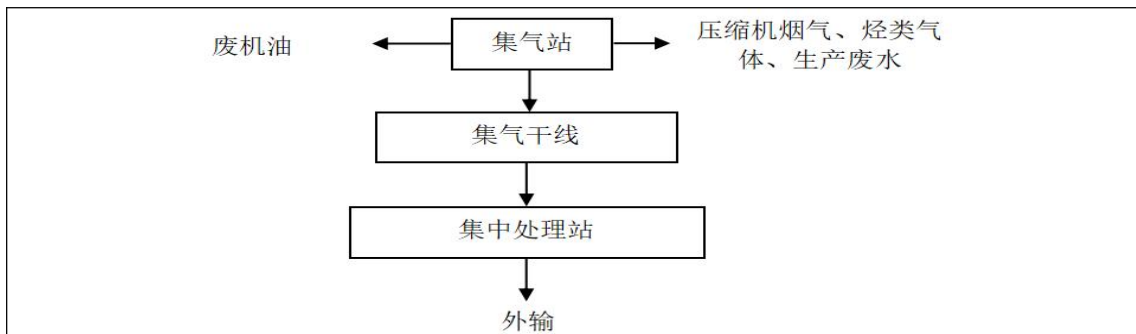 废机油
集气站
压缩机烟气、烃类气
体、生产废水
集气干线
集中处理站
外输